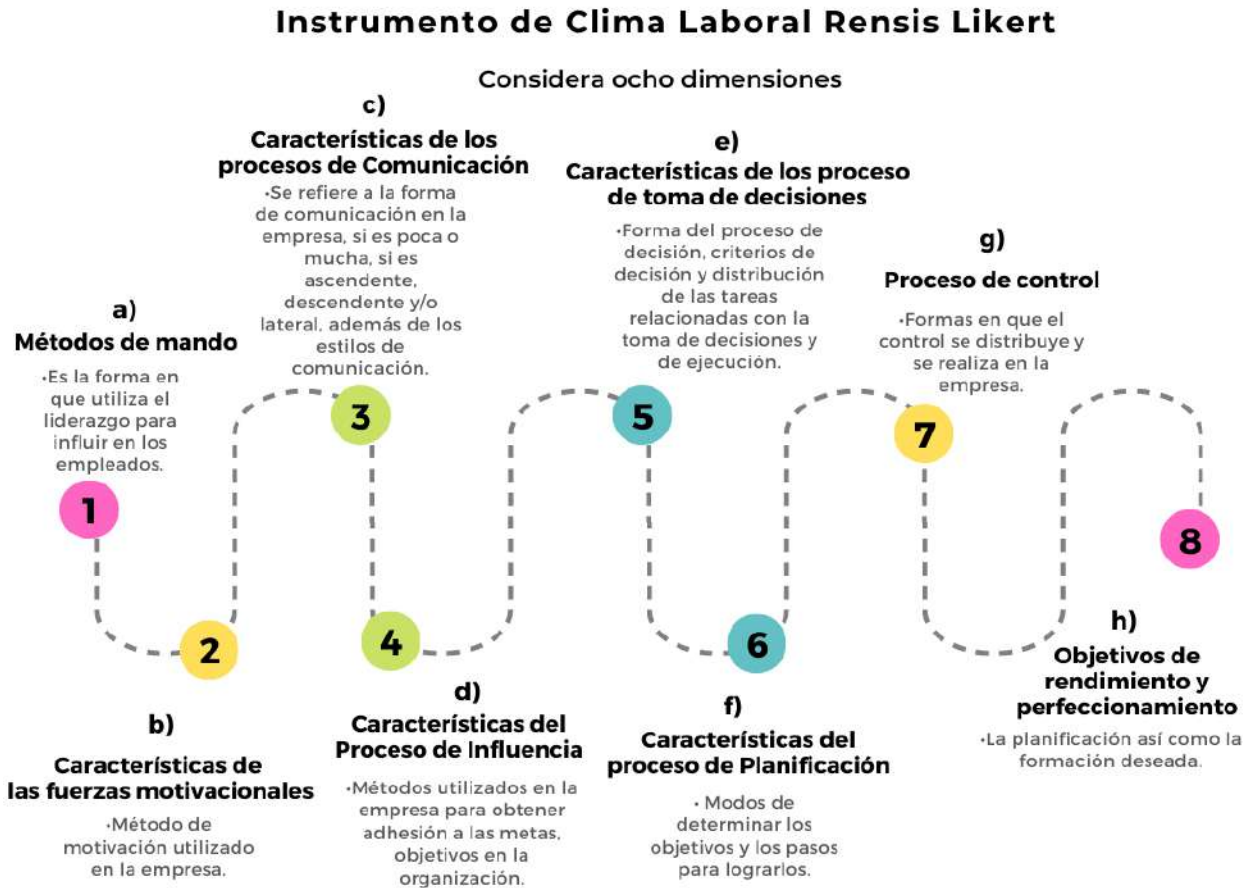 Instrumento de Clima Laboral Rensis Likert
Considera ocho dimensiones
a)
Métodos de mando
•Es la forma en
que utiliza el
liderazgo para
influir en los
empleados.
1
2
b)
Características de
las fuerzas motivacionales
•Método de
motivación utilizado
en la empresa.
c)
Características de los
procesos de Comunicación
•Se refiere a la forma
de comunicación en la
empresa, si es poca o
mucha, si es
ascendente,
descendente y/o
lateral, además de los
estilos de
comunicación.
3
4
d)
Características del
Proceso de Influencia
•Métodos utilizados en la
empresa para obtener
adhesión a las metas,
objetivos en la
organización.
e)
Características de los proceso
de toma de decisiones
•Forma del proceso de
decisión, criterios de
decisión y distribución
de las tareas
relacionadas con la
toma de decisiones y
de ejecución.
5
6
f)
Características del
proceso de Planificación
• Modos de
determinar los
objetivos y los pasos
para lograrlos.
g)
Proceso de control
•Formas en que el
control se distribuye y
se realiza en la
empresa.
7
8
h)
Objetivos de
rendimiento y
perfeccionamiento
•La planificación así como la
formación deseada.